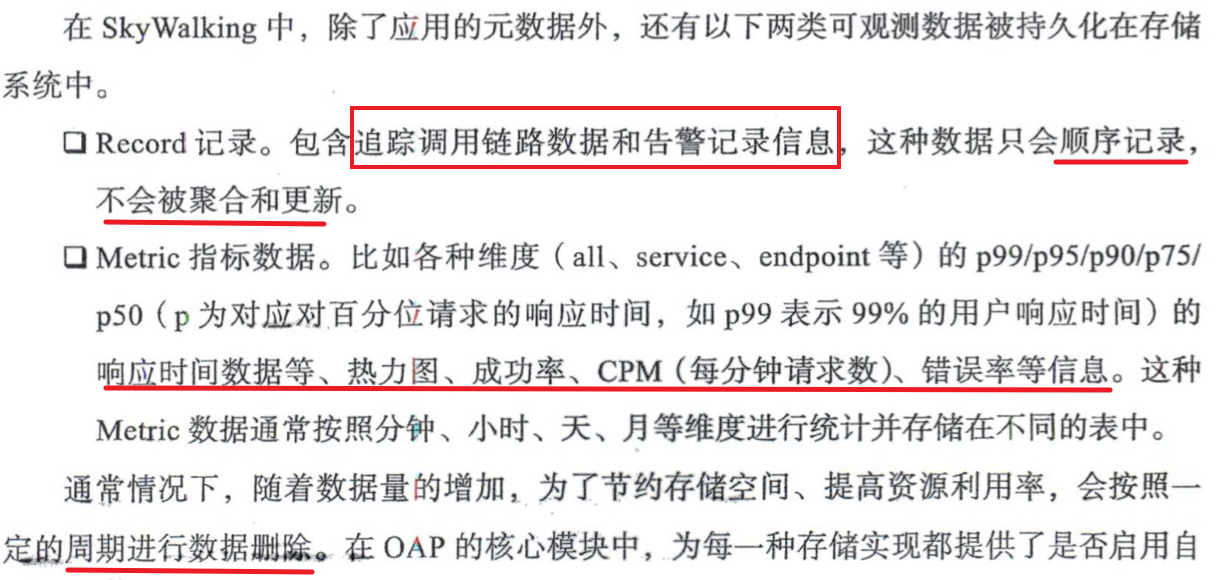 在 SkyWalking 中，除了应用的元数据外，还有以下两类可观测数据被持久化在存储
系统中。
❑ Record 记录。包含追踪调用链路数据和告警记录信息，这种数据只会顺序记录，
不会被聚合和更新。
❑ Metric 指标数据。比如各种维度（all、service、endpoint 等）的 p99/p95/p90/p75/
p50（p 为对应对百分位请求的响应时间，如 p99 表示 99% 的用户响应时间）的
响应时间数据等、热力图、成功率、CPM（每分钟请求数）、错误率等信息。这种
Metric 数据通常按照分钟、小时、天、月等维度进行统计并存储在不同的表中。
通常情况下，随着数据量的增加，为了节约存储空间、提高资源利用率，会按照一
定的周期进行数据删除。在 OAP 的核心模块中，为每一种存储实现都提供了是否启用自